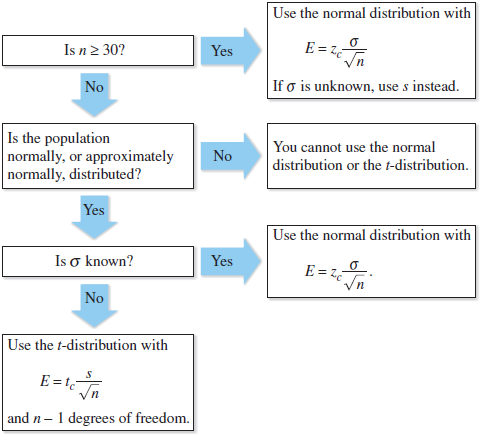 Is n ≥ 30?
Yes
Use the normal distribution with
E = z_c σ/√n
If σ is unknown, use s instead.
No
Is the population
normally, or approximately
normally, distributed?
No
You cannot use the normal
distribution or the t-distribution.
Yes
Is σ known?
Yes
Use the normal distribution with
E = z_c σ/√n.
No
Use the t-distribution with
E = t_c s/√n
and n – 1 degrees of freedom.